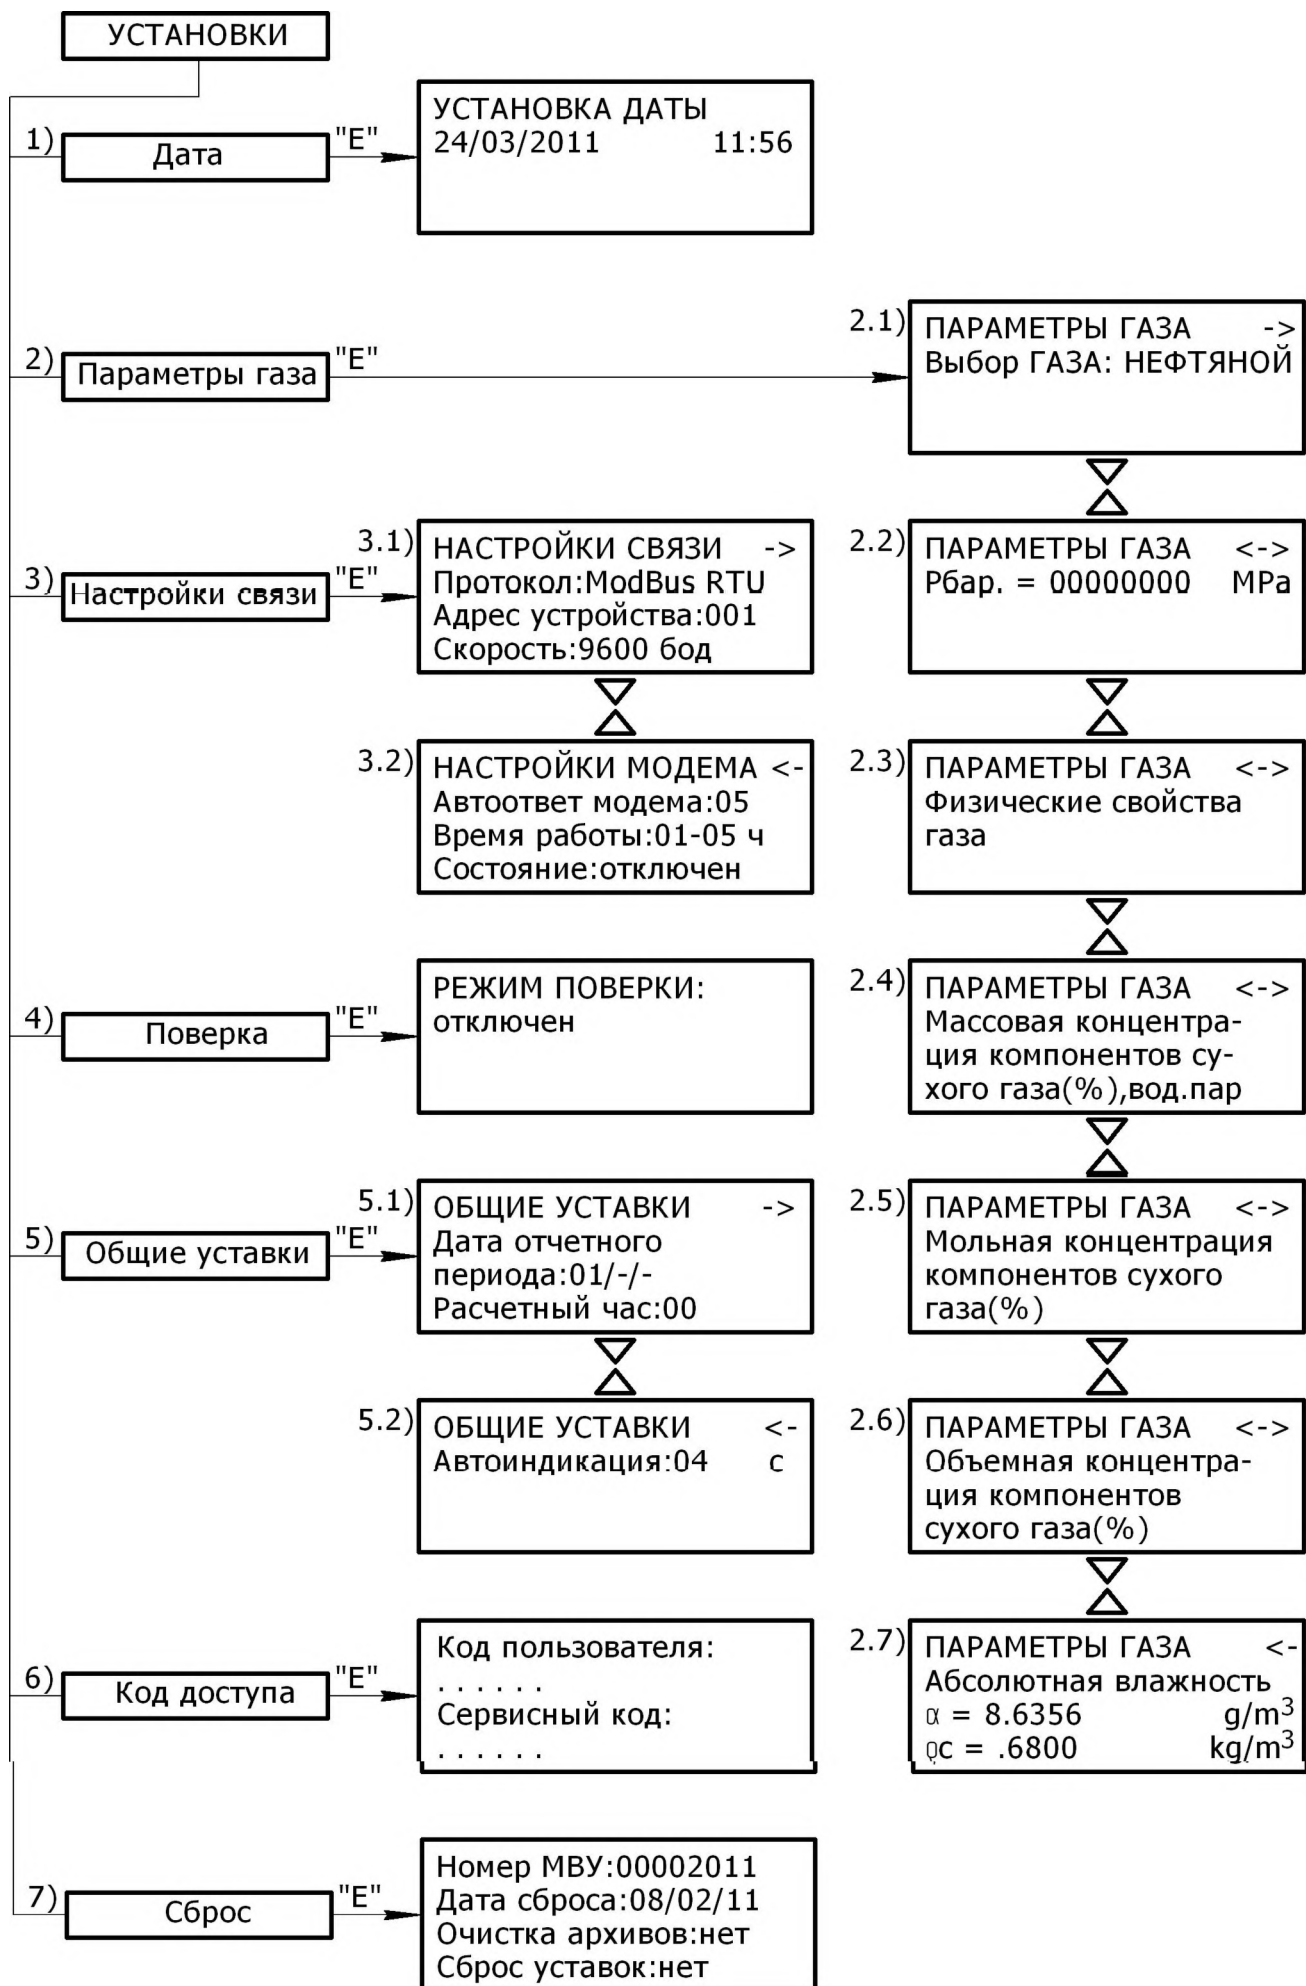 УСТАНОВКИ
1)
Дата
"Е"
УСТАНОВКА ДАТЫ
24/03/2011 11:56
2)
Параметры газа
"Е"
2.1)
ПАРАМЕТРЫ ГАЗА ->
Выбор ГАЗА: НЕФТЯНОЙ
2.2)
ПАРАМЕТРЫ ГАЗА <->
Рбар. = 00000000 МРа
2.3)
ПАРАМЕТРЫ ГАЗА <->
Физические свойства
газа
2.4)
ПАРАМЕТРЫ ГАЗА <->
Массовая концентра-
ция компонентов су-
хого газа(%),вод.пар
2.5)
ПАРАМЕТРЫ ГАЗА <->
Мольная концентрация
компонентов сухого
газа(%)
2.6)
ПАРАМЕТРЫ ГАЗА <->
Объемная концентра-
ция компонентов
сухого газа(%)
2.7)
ПАРАМЕТРЫ ГАЗА <-
Абсолютная влажность
α = 8.6356 g/m³
ρc = .6800 kg/m³
3)
Настройки связи
"Е"
3.1)
НАСТРОЙКИ СВЯЗИ ->
Протокол:ModBus RTU
Адрес устройства:001
Скорость:9600 бод
3.2)
НАСТРОЙКИ МОДЕМА <-
Автоответ модема:05
Время работы:01-05 ч
Состояние:отключен
4)
Поверка
"Е"
РЕЖИМ ПОВЕРКИ:
отключен
5)
Общие уставки
"Е"
5.1)
ОБЩИЕ УСТАВКИ ->
Дата отчетного
периода:01/-/-
Расчетный час:00
5.2)
ОБЩИЕ УСТАВКИ <-
Автоиндикация:04 с
6)
Код доступа
"Е"
Код пользователя:
. . . . . .
Сервисный код:
. . . . . .
7)
Сброс
"Е"
Номер МВУ:00002011
Дата сброса:08/02/11
Очистка архивов:нет
Сброс уставок:нет